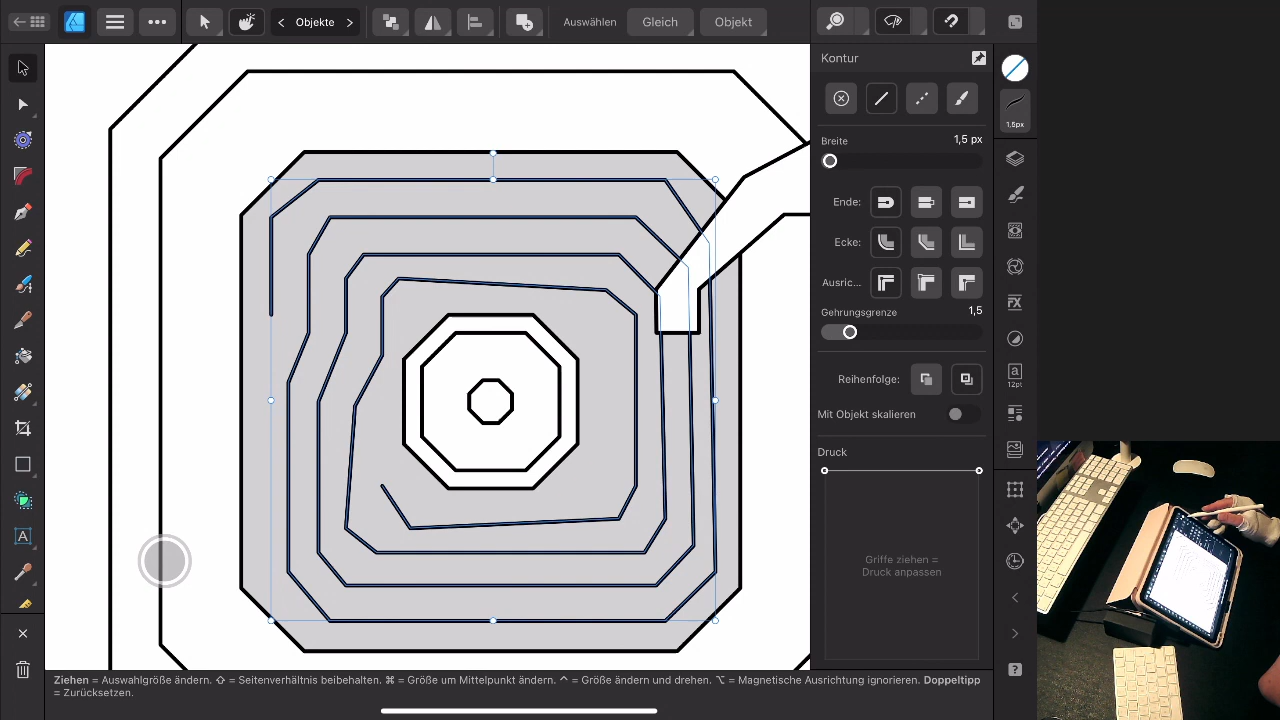 Objekte
Auswählen
Gleich
Objekt
Kontur
Breite
1,5 px
1,5px
Ende:
Ecke:
Ausric...
Gehrungsgrenze
1,5
Reihenfolge:
12pt
Mit Objekt skalieren
Druck
Griffe ziehen =
Druck anpassen
Ziehen = Auswahlgröße ändern. ⇧ = Seitenverhältnis beibehalten. ⌘ = Größe um Mittelpunkt ändern. ^ = Größe ändern und drehen. ⌥ = Magnetische Ausrichtung ignorieren. Doppeltipp
= Zurücksetzen.